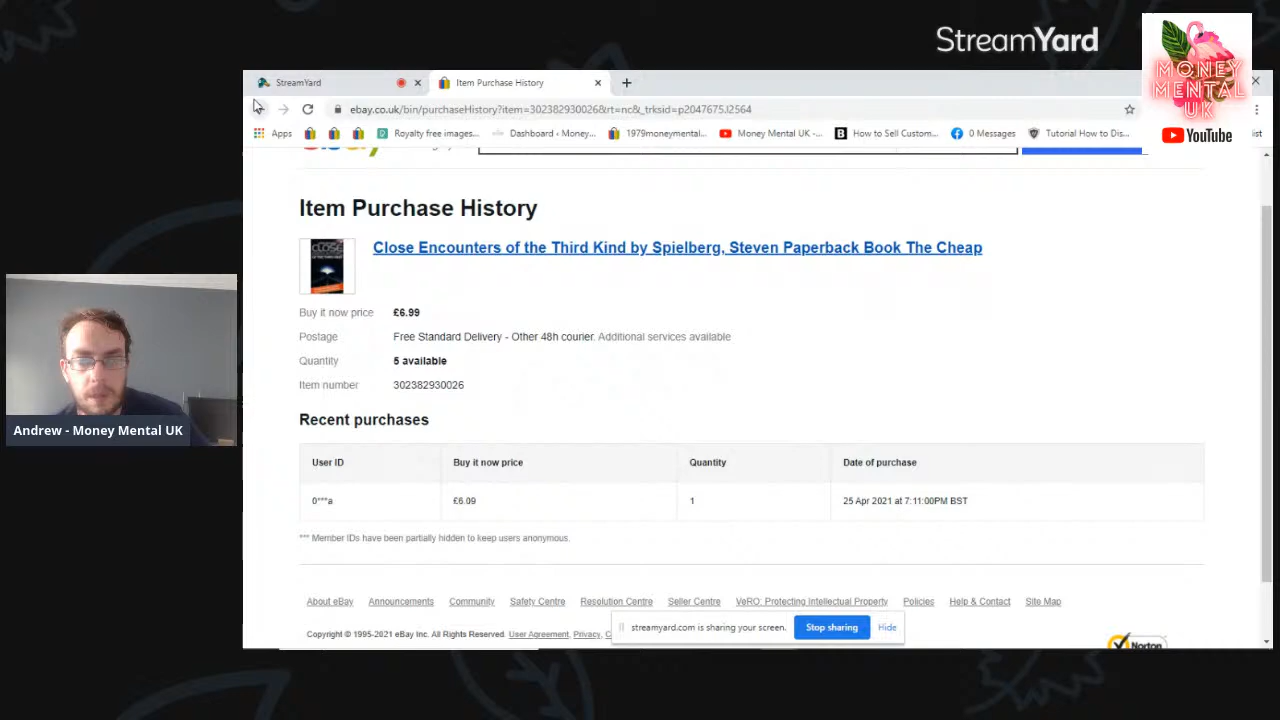 StreamYard
MONEY
MENTAL
UK
YouTube
StreamYard
Item Purchase History
ebay.co.uk/bin/purchaseHistory?item=302382930026&rt=nc&_trksid=p2047675.l2564
Apps
Royalty free images...
Dashboard ‹ Money...
1979moneymental...
Money Mental UK -...
How to Sell Custom...
0 Messages
Tutorial How to Dis...
Item Purchase History
Close Encounters of the Third Kind by Spielberg, Steven Paperback Book The Cheap
Buy it now price £6.99
Postage Free Standard Delivery - Other 48h courier. Additional services available
Quantity 5 available
Item number 302382930026
Recent purchases
User ID Buy it now price Quantity Date of purchase
0***a £6.09 1 25 Apr 2021 at 7:11:00PM BST
*** Member IDs have been partially hidden to keep users anonymous.
About eBay Announcements Community Safety Centre Resolution Centre Seller Centre VeRO: Protecting Intellectual Property Policies Help & Contact Site Map
streamyard.com is sharing your screen. Stop sharing Hide
Copyright © 1995-2021 eBay Inc. All Rights Reserved. User Agreement, Privacy, C
Norton
Andrew - Money Mental UK